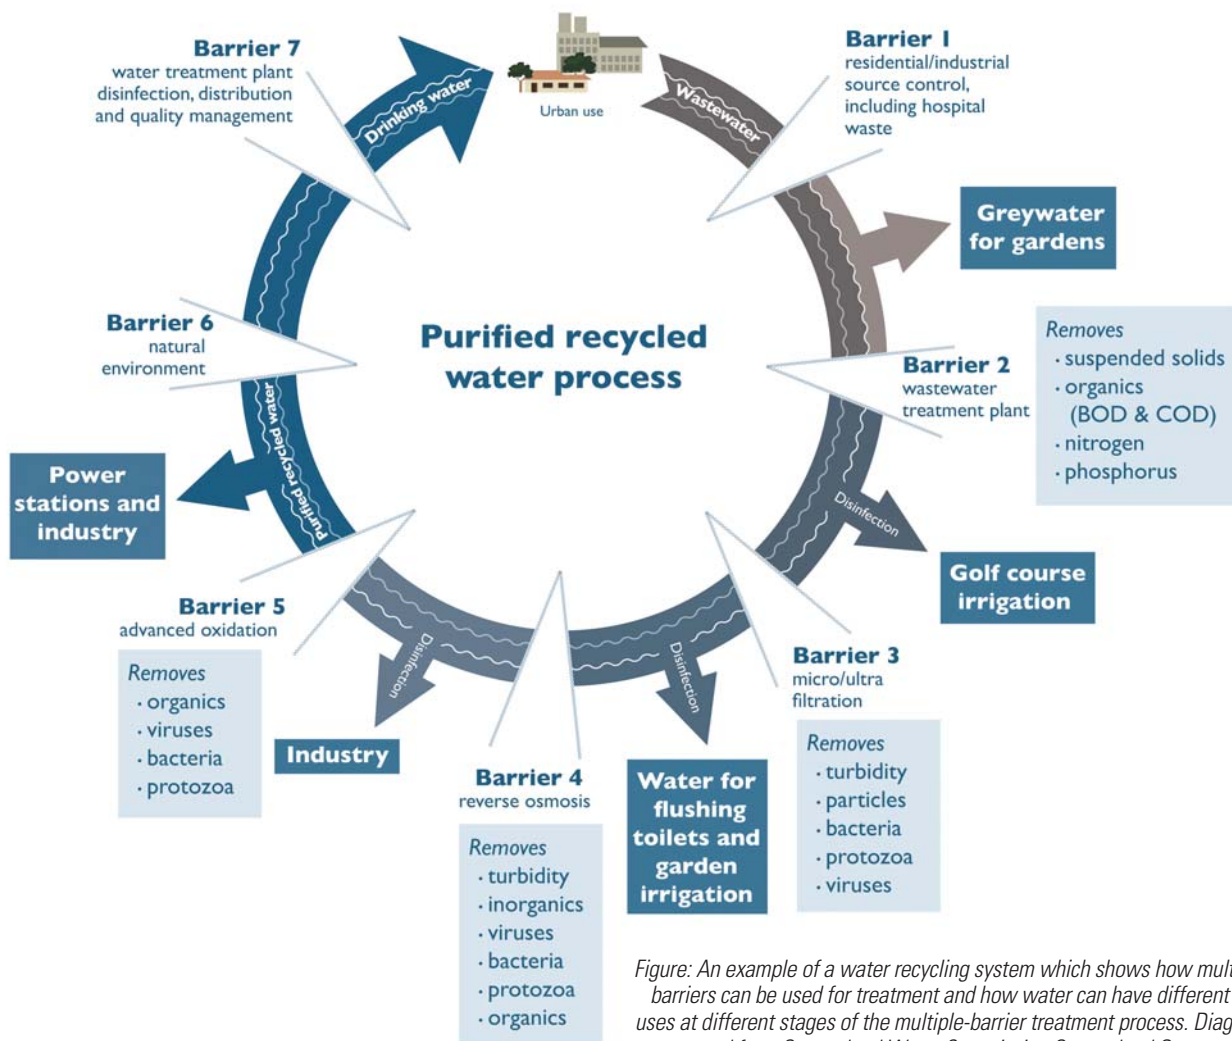 Urban use
Wastewater
Barrier 1
residential/industrial
source control,
including hospital
waste
Greywater
for gardens
Barrier 2
wastewater
treatment plant
Removes
· suspended solids
· organics
(BOD & COD)
· nitrogen
· phosphorus
Disinfection
Golf course
irrigation
Barrier 3
micro/ultra
filtration
Removes
· turbidity
· particles
· bacteria
· protozoa
· viruses
Disinfection
Water for
flushing
toilets and
garden
irrigation
Barrier 4
reverse osmosis
Removes
· turbidity
· inorganics
· viruses
· bacteria
· protozoa
· organics
Disinfection
Industry
Barrier 5
advanced oxidation
Removes
· organics
· viruses
· bacteria
· protozoa
Purified recycled water
Power
stations and
industry
Barrier 6
natural
environment
Barrier 7
water treatment plant
disinfection, distribution
and quality management
Drinking water
Purified recycled
water process
Figure: An example of a water recycling system which shows how
barriers can be used for treatment and how water can have different
uses at different stages of the multiple-barrier treatment process.